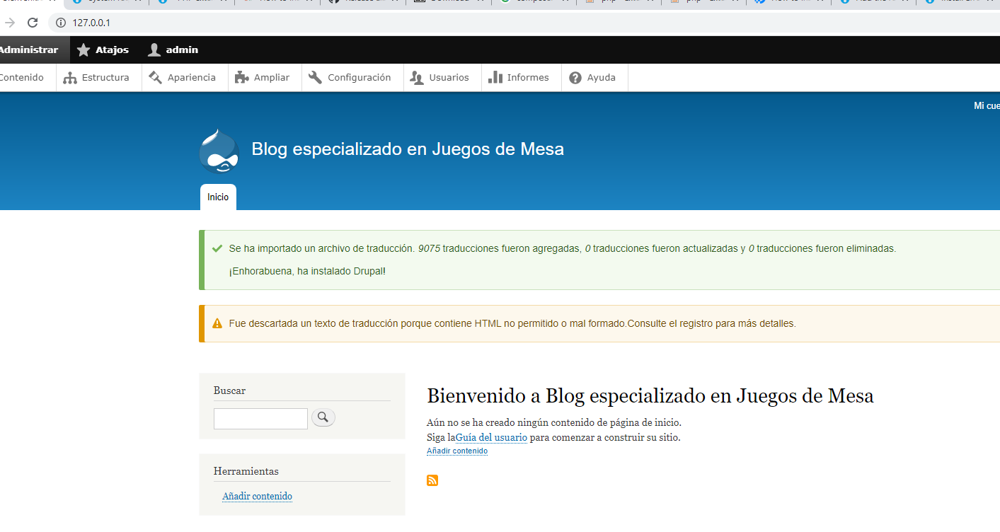 127.0.0.1
Administrar Atajos admin
Contenido Estructura Apariencia Ampliar Configuración Usuarios Informes Ayuda
Mi cue
Blog especializado en Juegos de Mesa
Inicio
Se ha importado un archivo de traducción. 9075 traducciones fueron agregadas, 0 traducciones fueron actualizadas y 0 traducciones fueron eliminadas.
¡Enhorabuena, ha instalado Drupal!
Fue descartada un texto de traducción porque contiene HTML no permitido o mal formado.Consulte el registro para más detalles.
Buscar
Bienvenido a Blog especializado en Juegos de Mesa
Aún no se ha creado ningún contenido de página de inicio.
Siga laGuía del usuario para comenzar a construir su sitio.
Añadir contenido
Herramientas
Añadir contenido